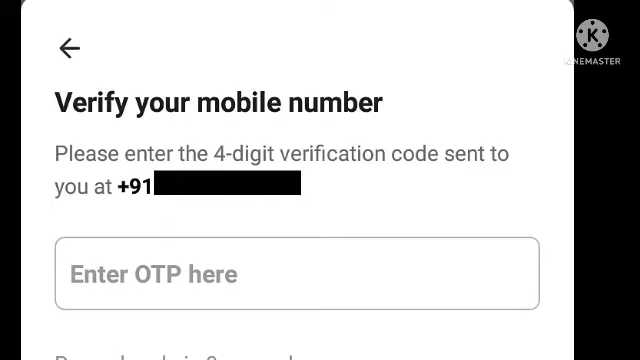 KINEMASTER
Verify your mobile number
Please enter the 4-digit verification code sent to
you at +91
Enter OTP here